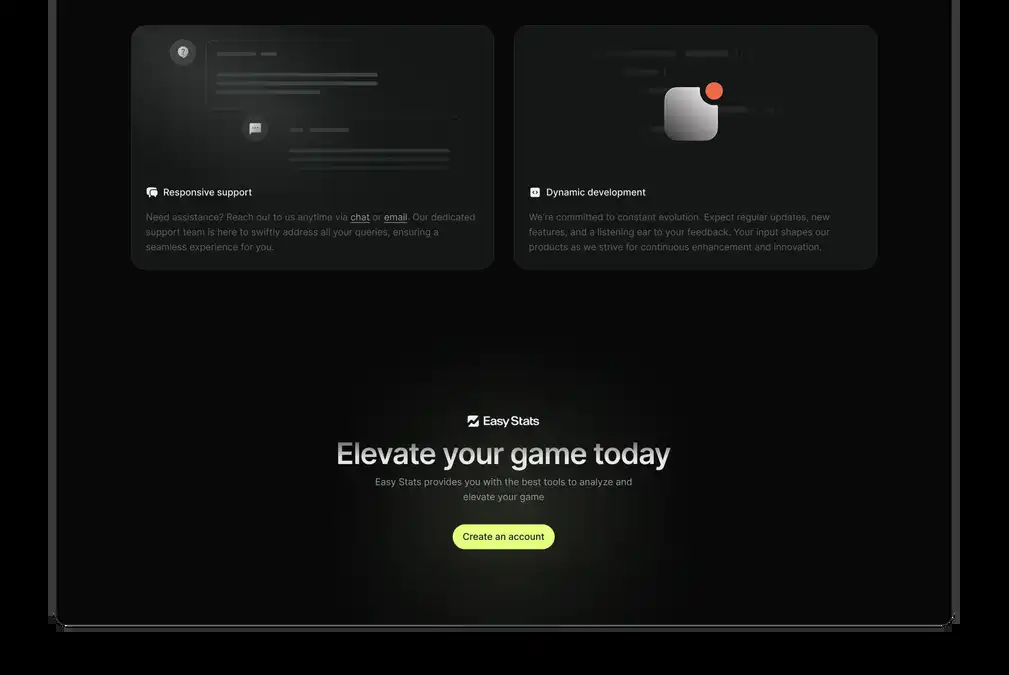 Responsive support
Need assistance? Reach out to us anytime via chat or email. Our dedicated
support team is here to swiftly address all your queries, ensuring a
seamless experience for you.
Dynamic development
We're committed to constant evolution. Expect regular updates, new
features, and a listening ear to your feedback. Your input shapes our
products as we strive for continuous enhancement and innovation.
Easy Stats
Elevate your game today
Easy Stats provides you with the best tools to analyze and
elevate your game
Create an account